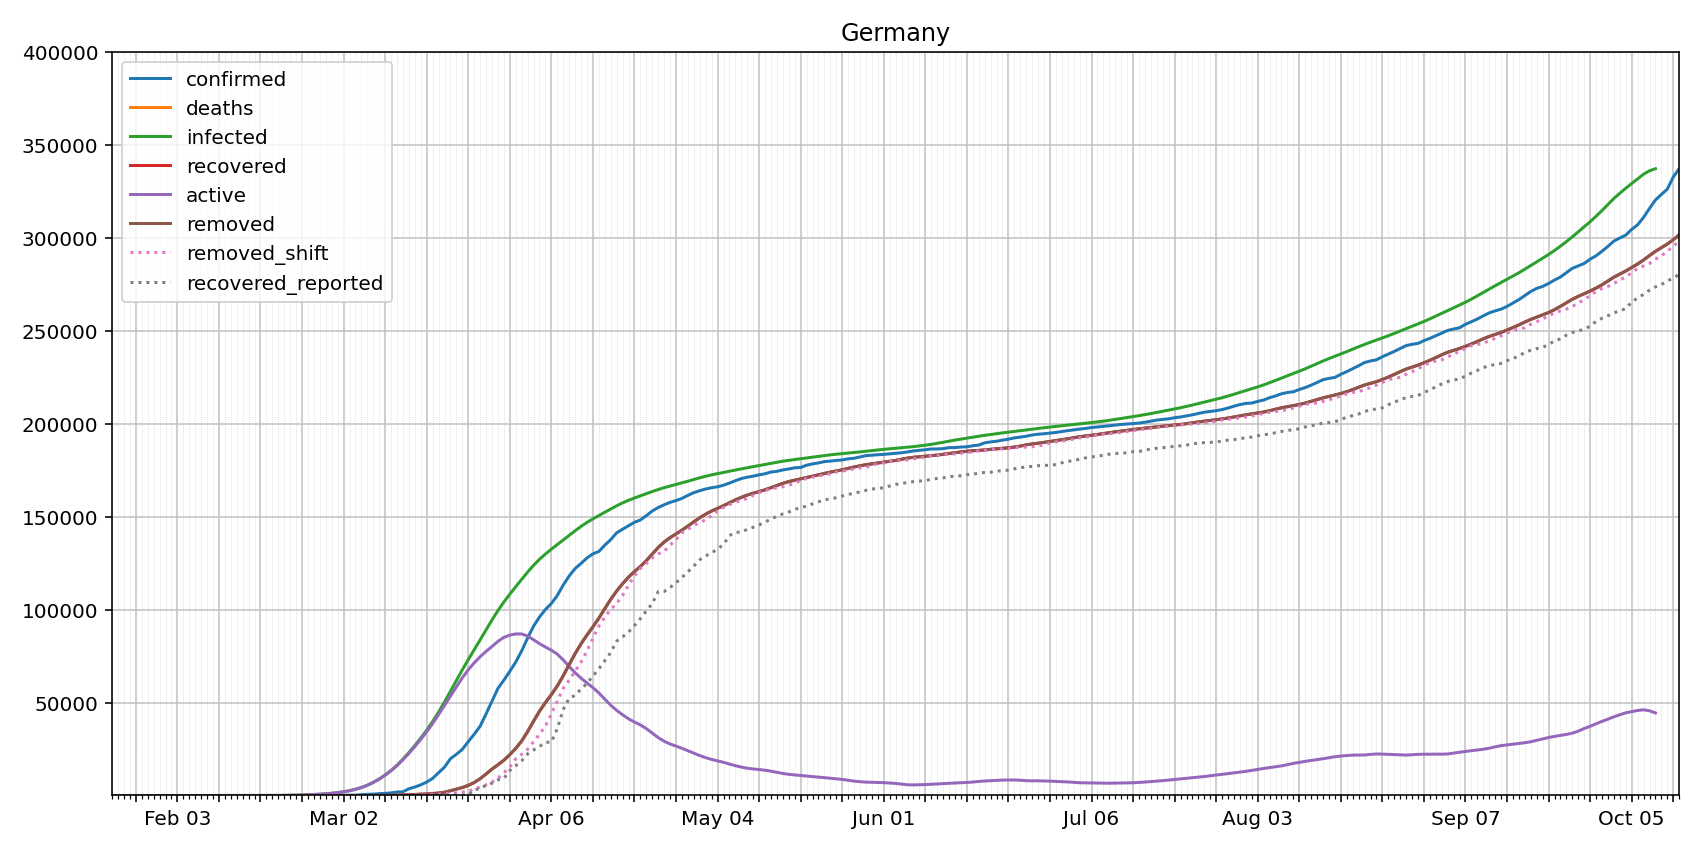 Germany
400000
350000
300000
250000
200000
150000
100000
50000
confirmed
deaths
infected
recovered
active
removed
removed_shift
recovered_reported
Feb 03 Mar 02 Apr 06 May 04 Jun 01 Jul 06 Aug 03 Sep 07 Oct 05